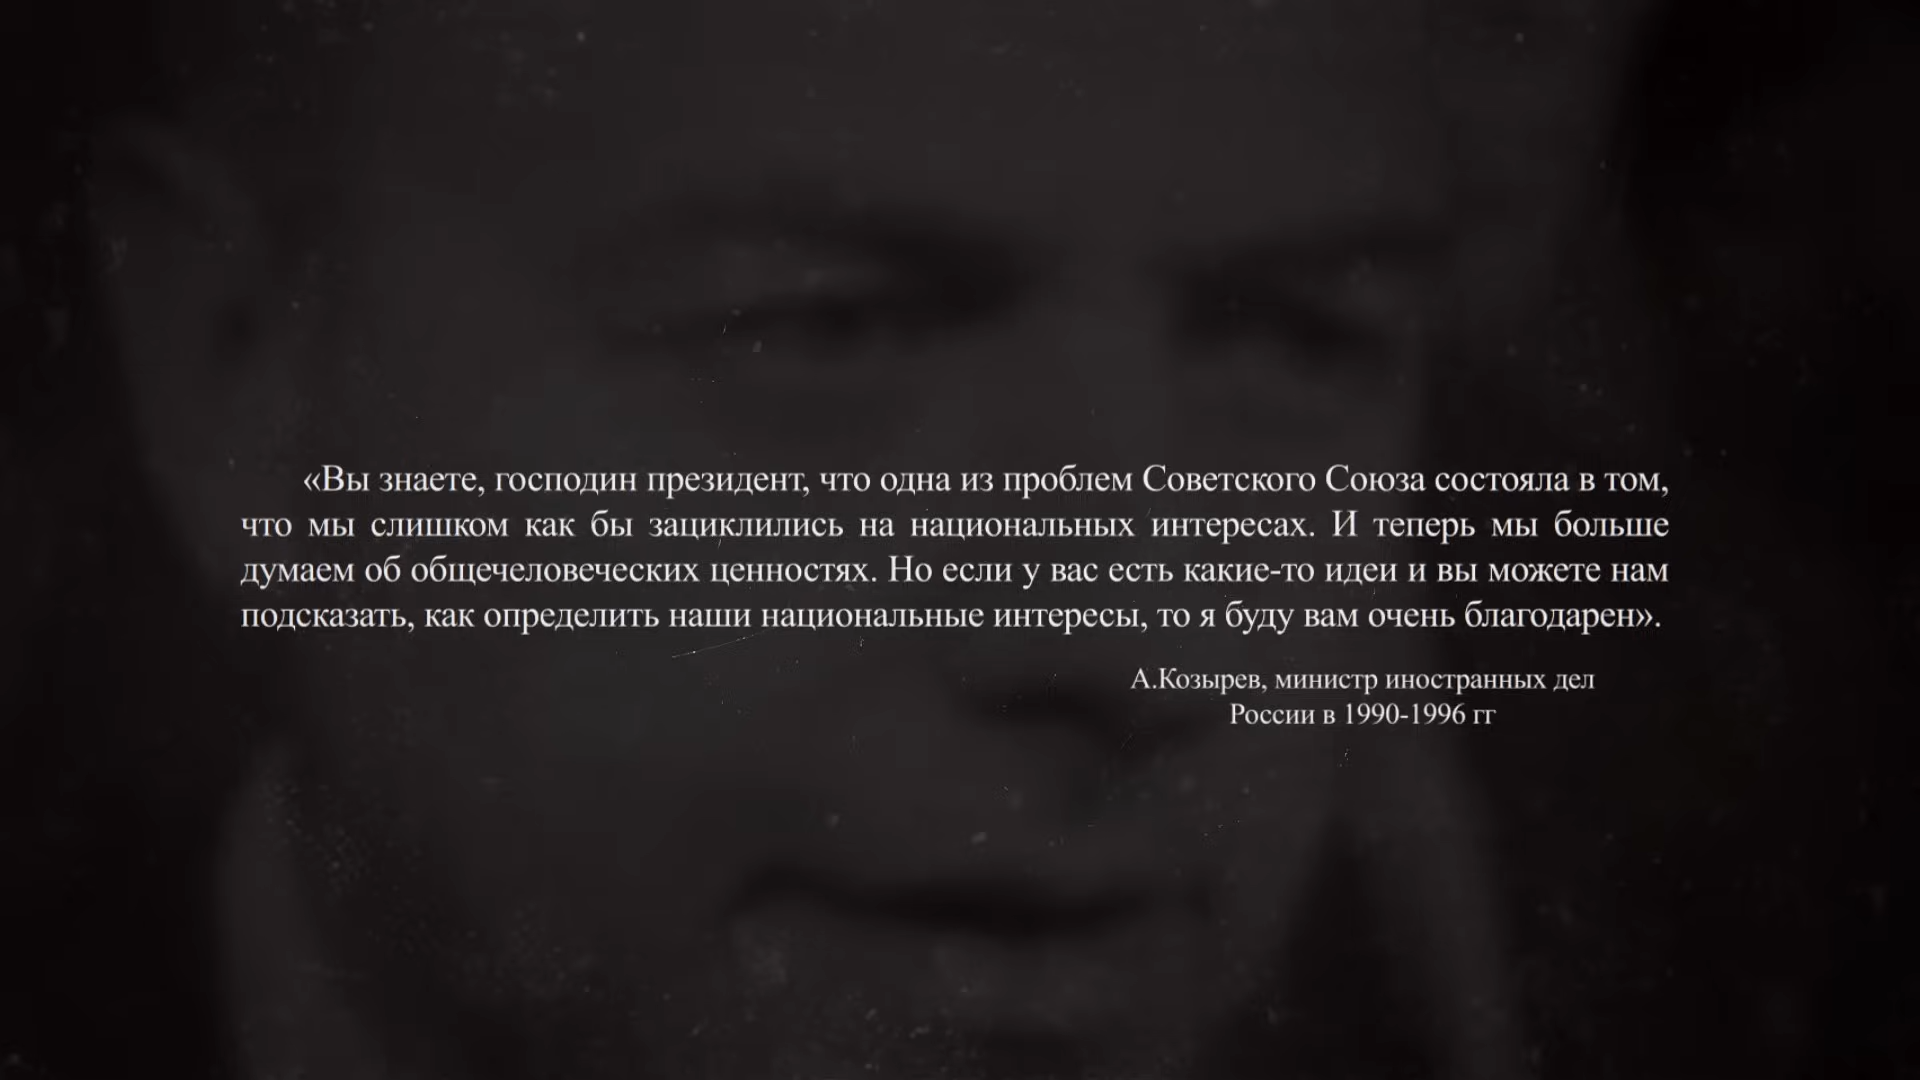 «Вы знаете, господин президент, что одна из проблем Советского Союза состояла в том,
что мы слишком как бы зациклились на национальных интересах. И теперь мы больше
думаем об общечеловеческих ценностях. Но если у вас есть какие-то идеи и вы можете нам
подсказать, как определить наши национальные интересы, то я буду вам очень благодарен».
А.Козырев, министр иностранных дел
России в 1990-1996 гг